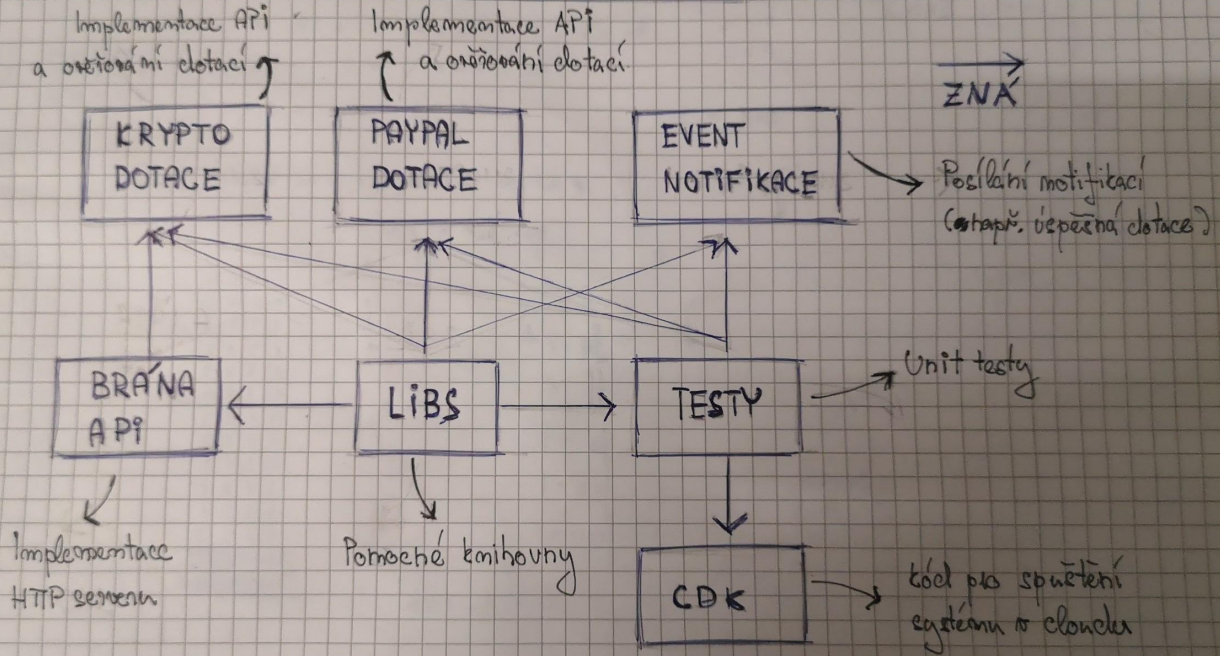 Implementace API
a ověřování dotací
Implementace API
a ověřování dotací
ZNÁ
KRYPTO
DOTACE
PAYPAL
DOTACE
EVENT
NOTIFIKACE
Posílání notifikací
(např. úspěšná dotace)
BRÁNA
API
LIBS
TESTY
Unit testy
Implementace
HTTP serveru
Pomocné knihovny
CDK
Kód pro spuštění
systému v cloudu